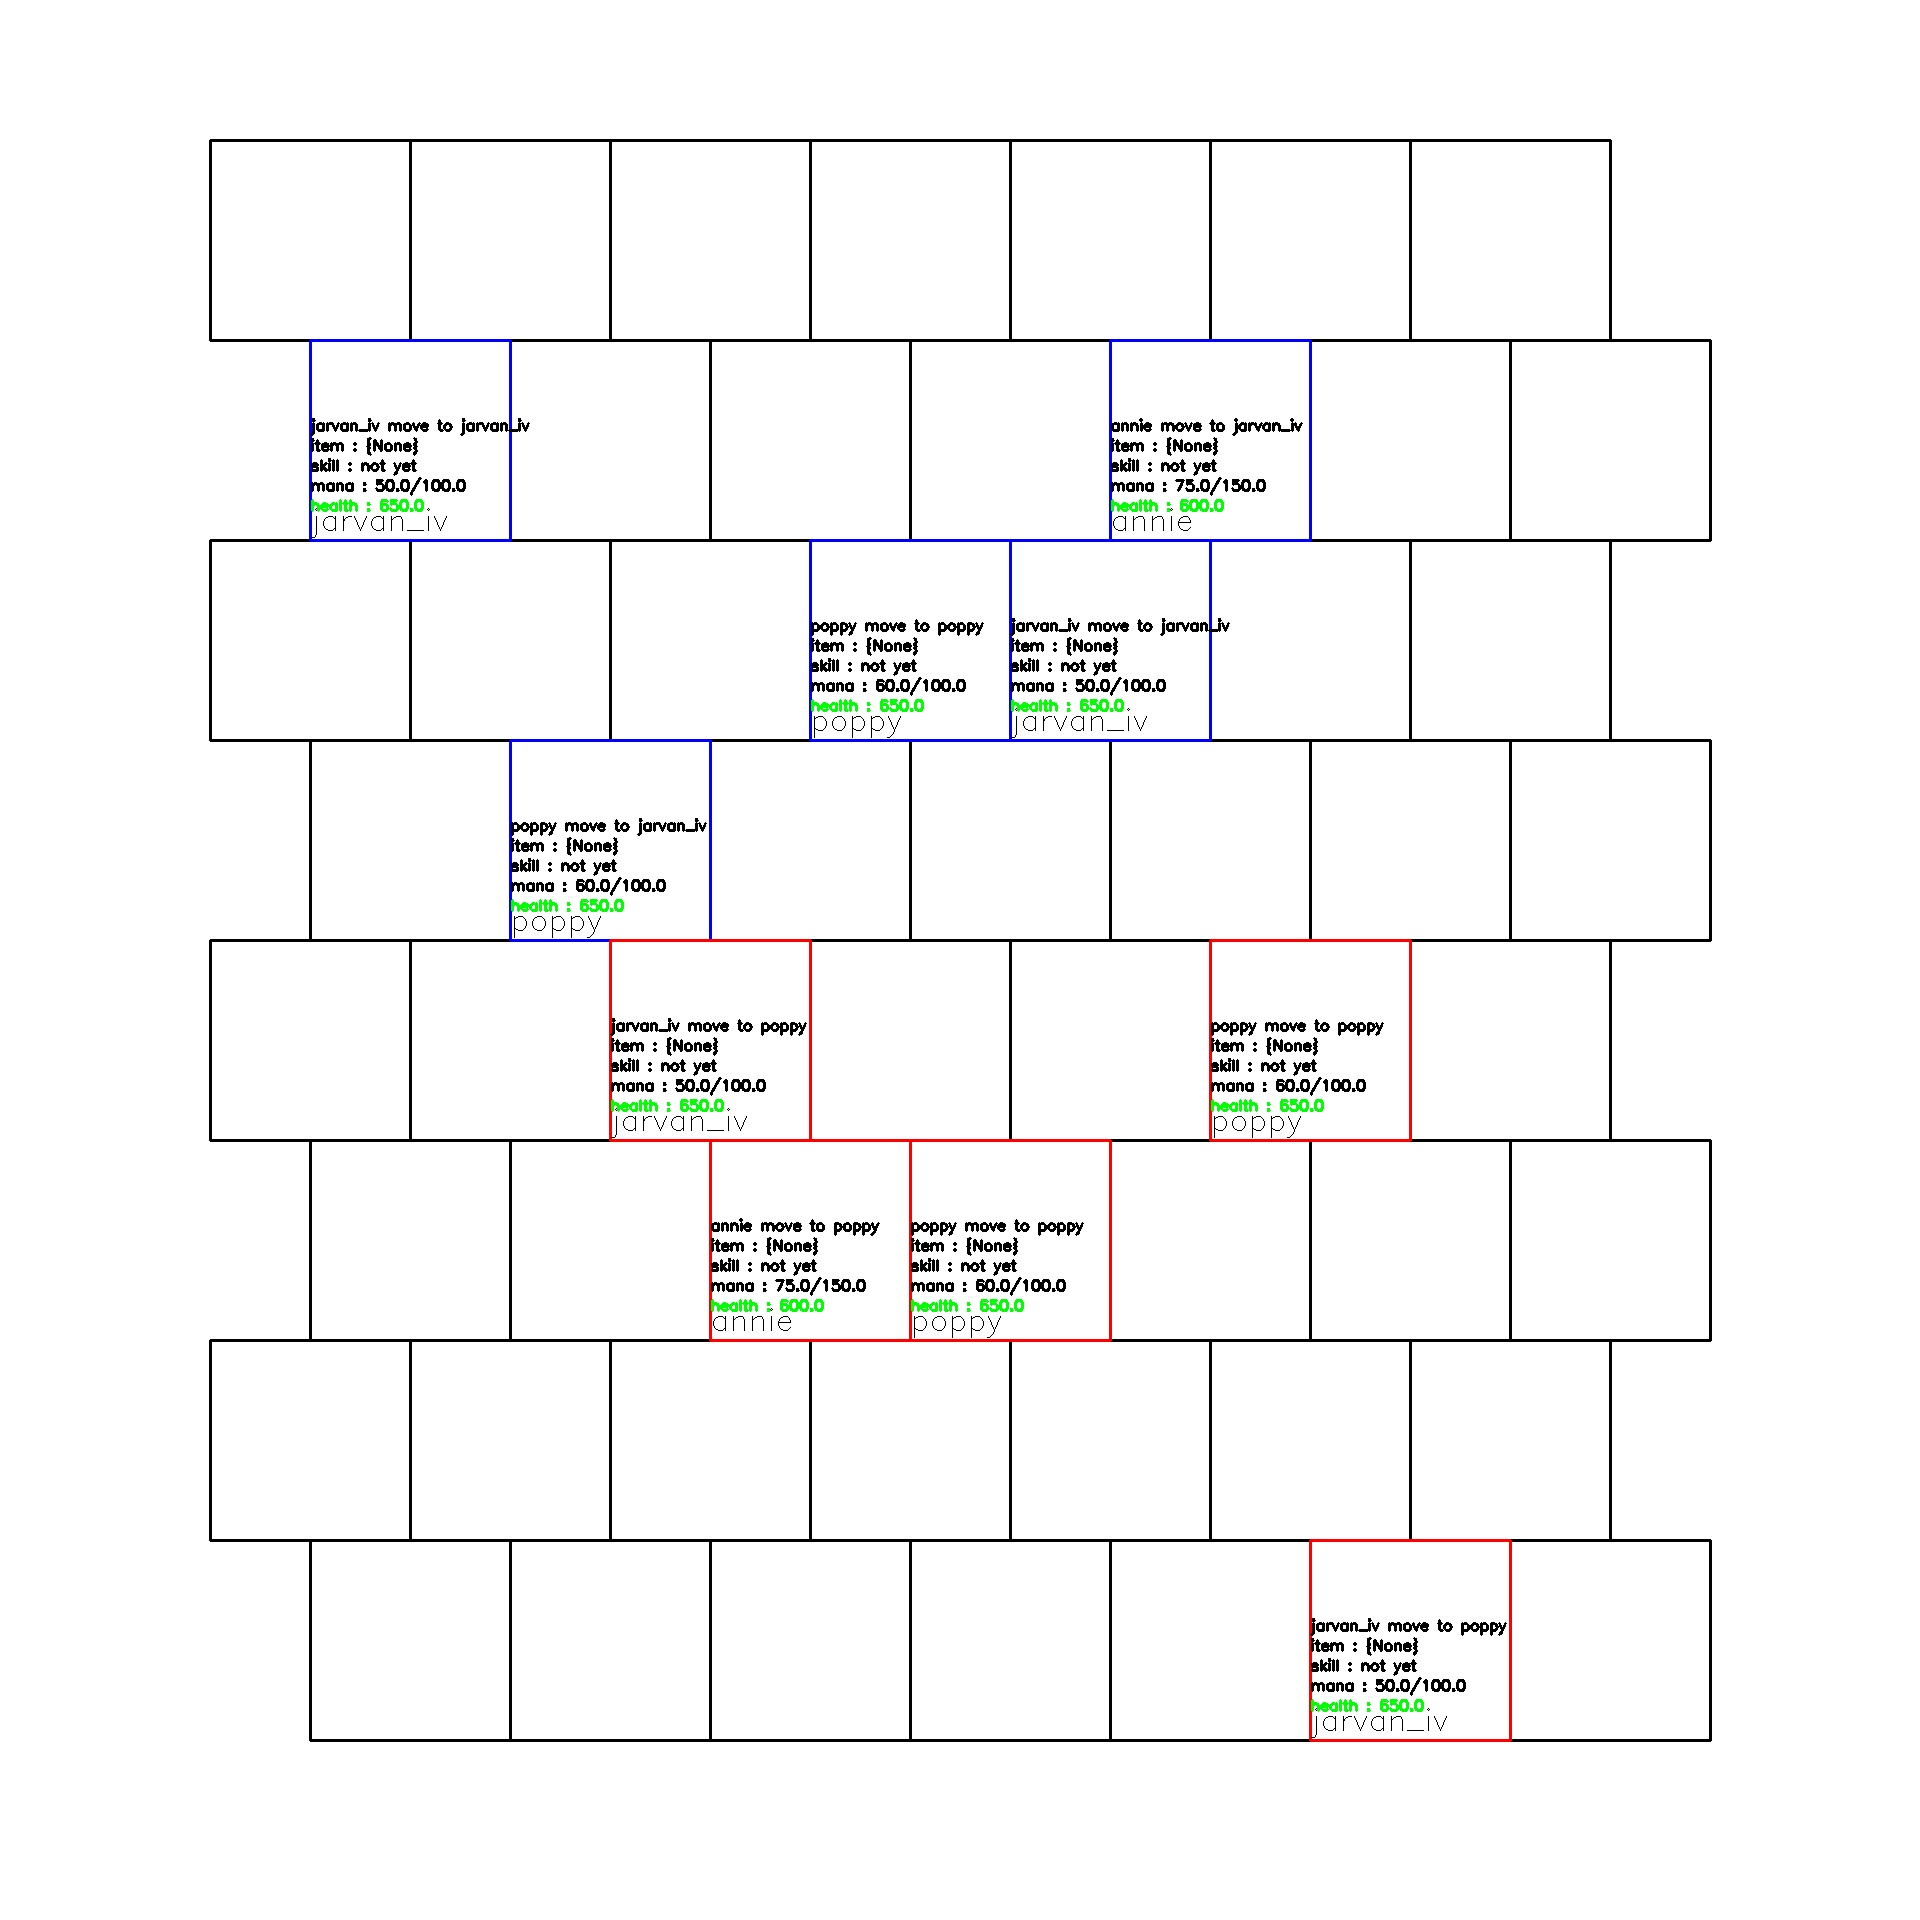 jarvan_iv move to jarvan_iv
item : {None}
skill : not yet
mana : 50.0/100.0
health : 650.0
jarvan_iv
annie move to jarvan_iv
item : {None}
skill : not yet
mana : 75.0/150.0
health : 600.0
annie
poppy move to poppy
item : {None}
skill : not yet
mana : 60.0/100.0
health : 650.0
poppy
jarvan_iv move to jarvan_iv
item : {None}
skill : not yet
mana : 50.0/100.0
health : 650.0
jarvan_iv
poppy move to jarvan_iv
item : {None}
skill : not yet
mana : 60.0/100.0
health : 650.0
poppy
jarvan_iv move to poppy
item : {None}
skill : not yet
mana : 50.0/100.0
health : 650.0
jarvan_iv
poppy move to poppy
item : {None}
skill : not yet
mana : 60.0/100.0
health : 650.0
poppy
annie move to poppy
item : {None}
skill : not yet
mana : 75.0/150.0
health : 600.0
annie
poppy move to poppy
item : {None}
skill : not yet
mana : 60.0/100.0
health : 650.0
poppy
jarvan_iv move to poppy
item : {None}
skill : not yet
mana : 50.0/100.0
health : 650.0
jarvan_iv